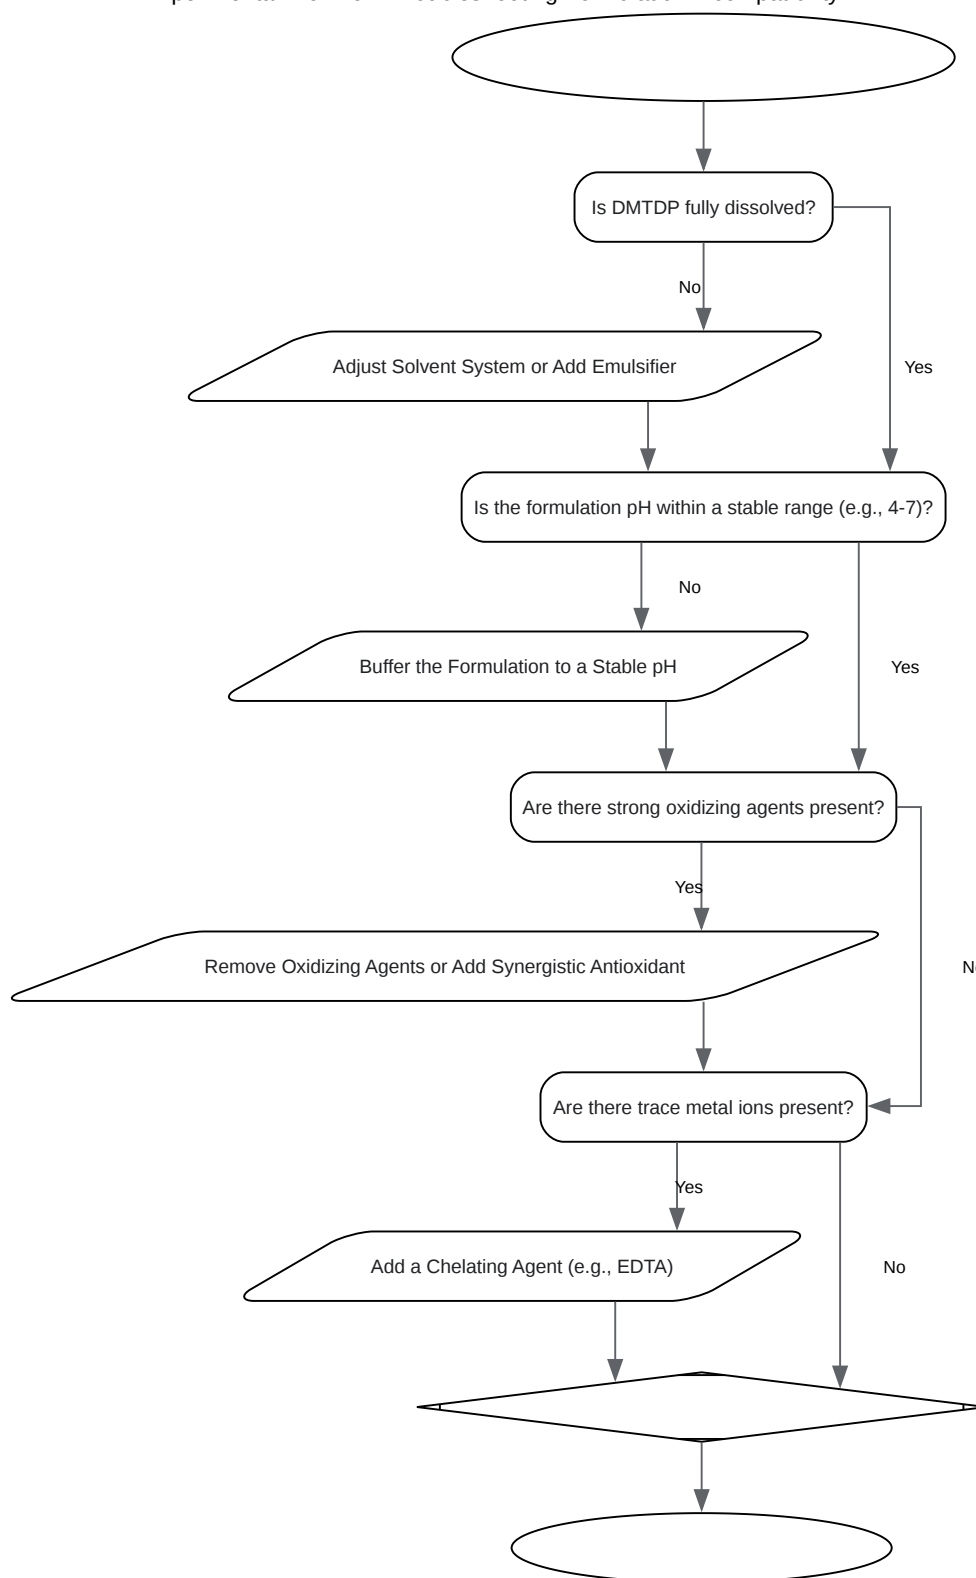 Is DMTDP fully dissolved?
No
Adjust Solvent System or Add Emulsifier
Yes
Is the formulation pH within a stable range (e.g., 4-7)?
No
Buffer the Formulation to a Stable pH
Yes
Are there strong oxidizing agents present?
Yes
Remove Oxidizing Agents or Add Synergistic Antioxidant
Are there trace metal ions present?
Yes
Add a Chelating Agent (e.g., EDTA)
No